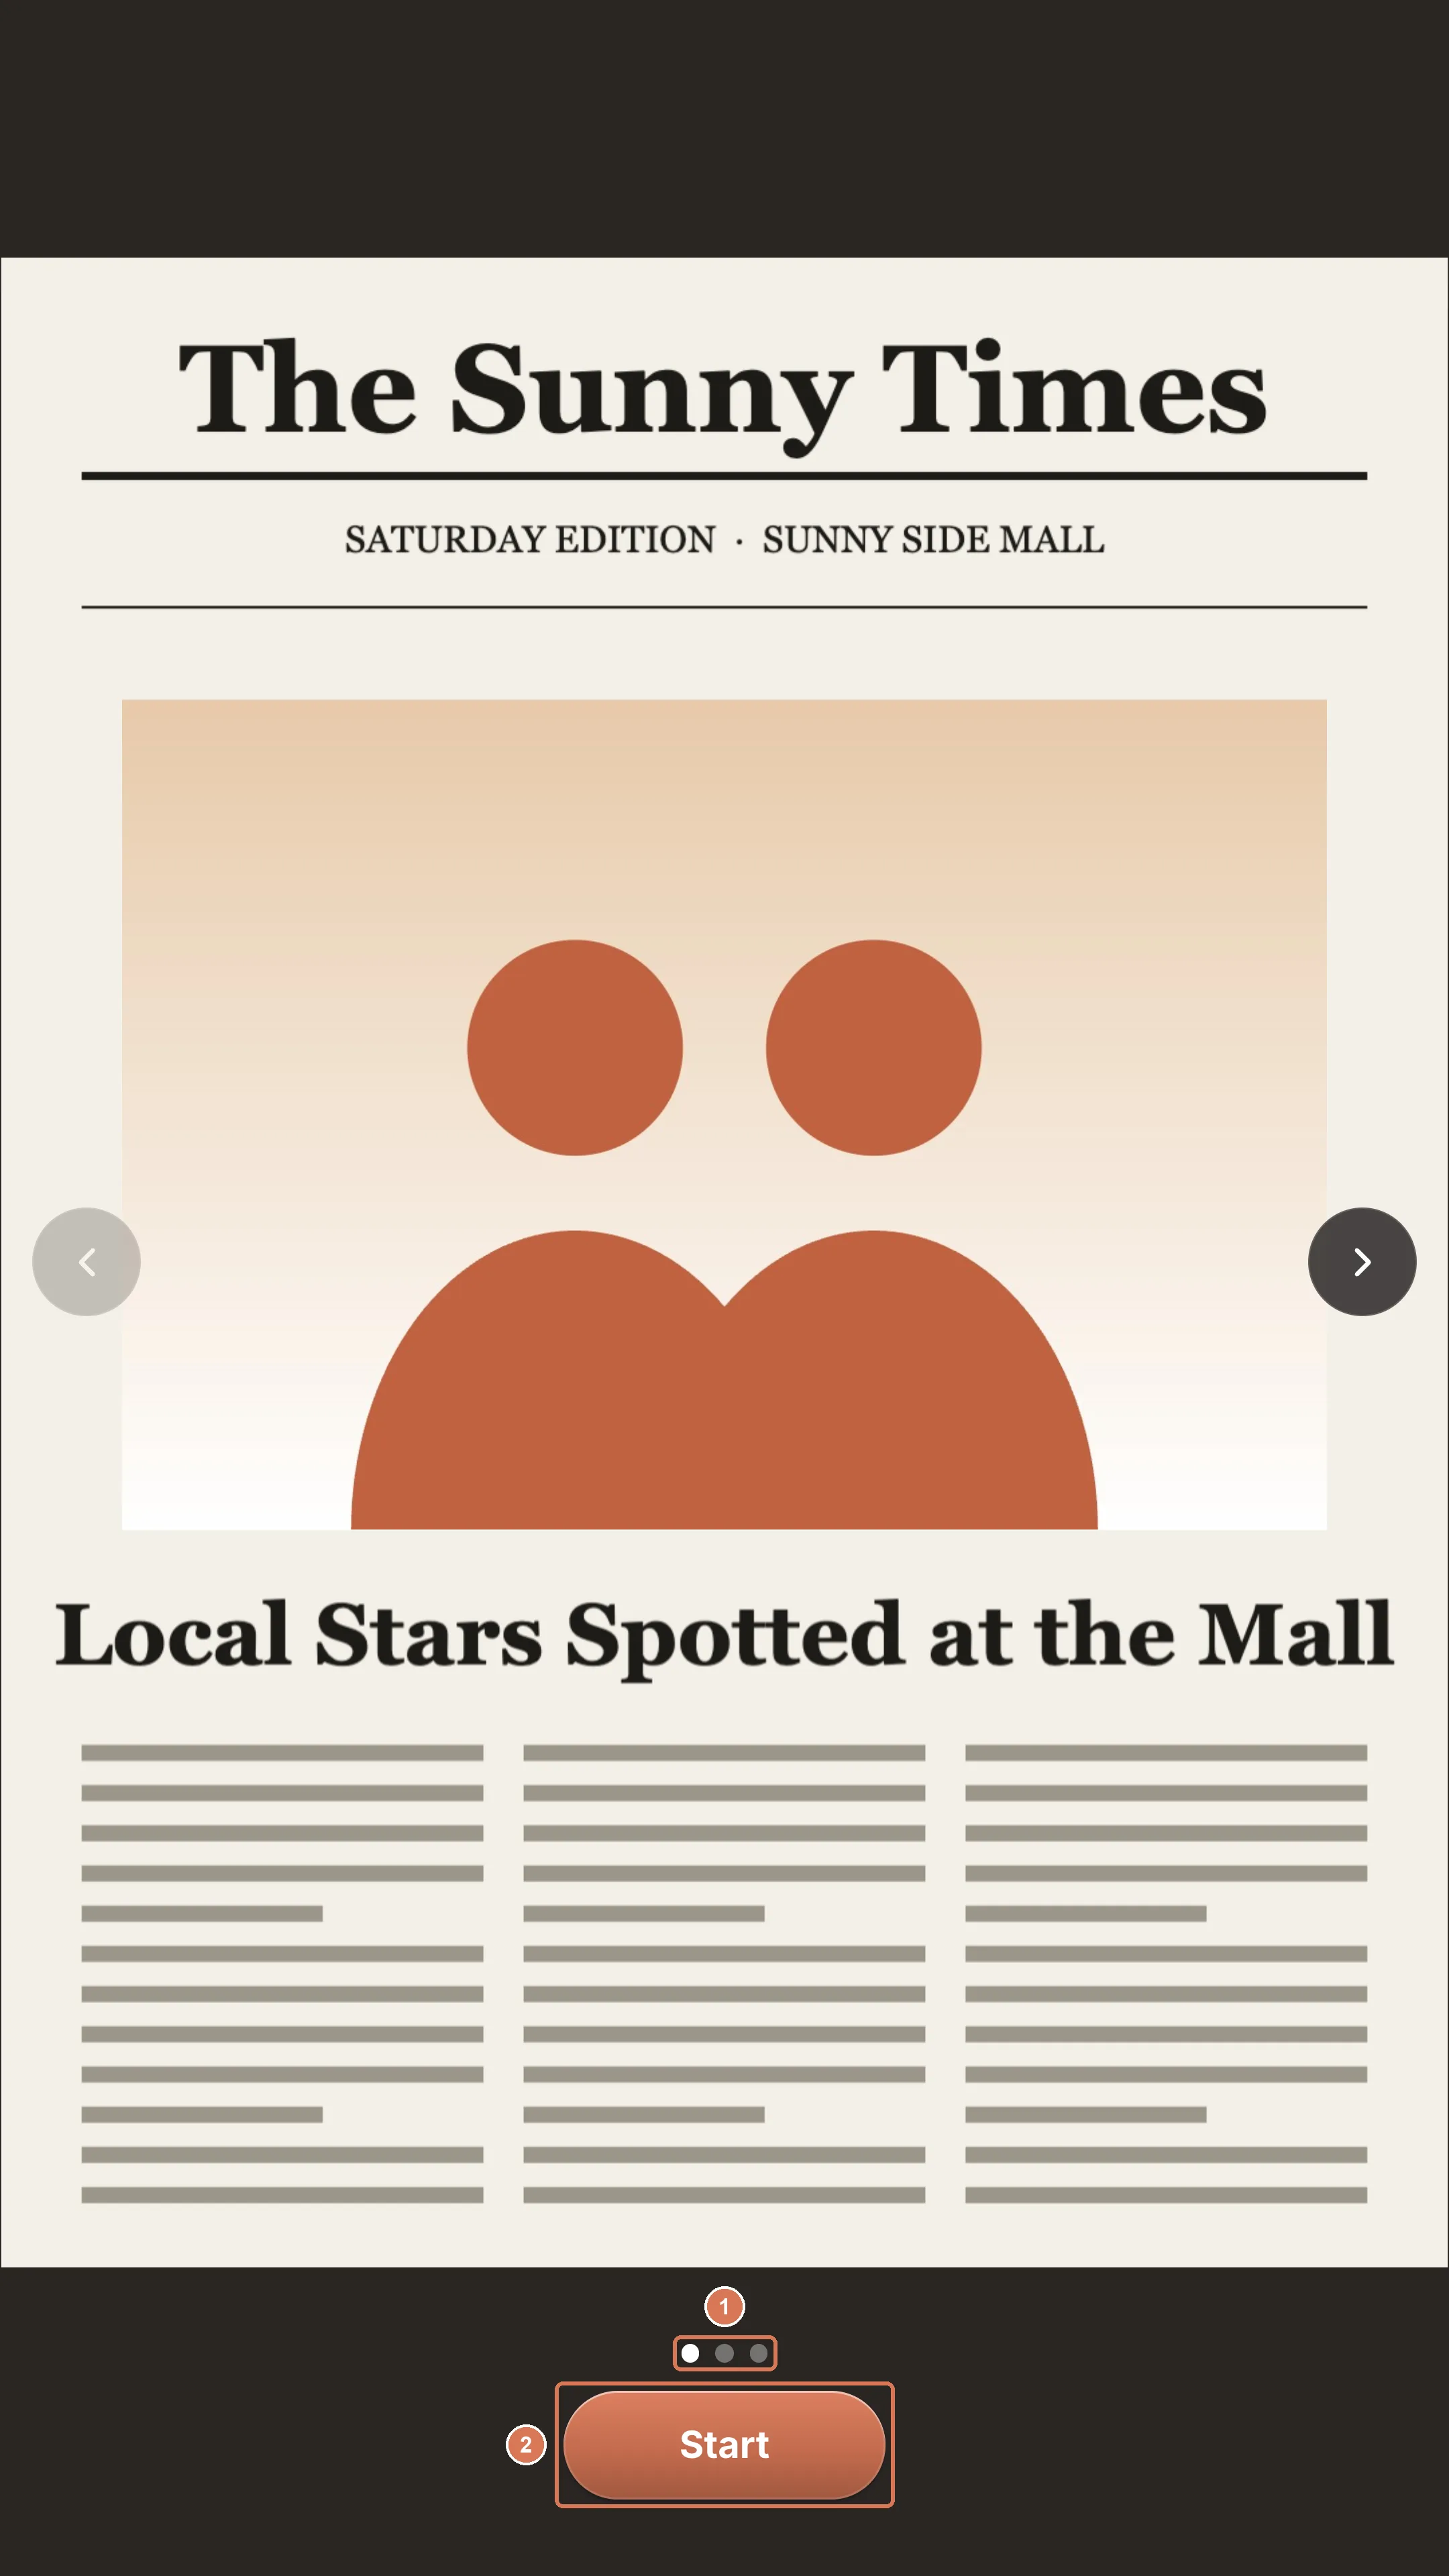 The Sunny Times
SATURDAY EDITION · SUNNY SIDE MALL
Local Stars Spotted at the Mall
1
2
Start